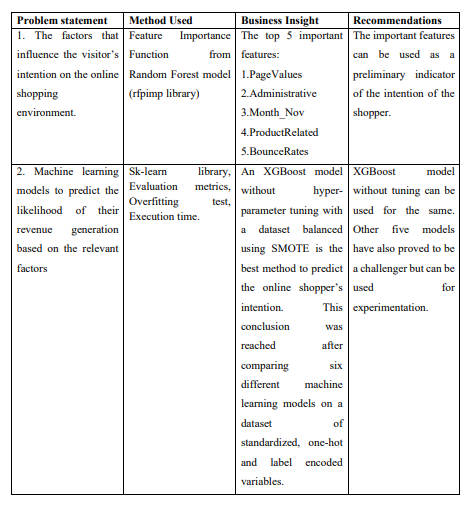 Problem statement
Method Used
Business Insight
Recommendations
1. The factors that
influence the visitor's
intention on the online
shopping
environment.
Feature Importance
Function from
Random Forest model
(rfpimp library)
The top 5 important
features:
1.PageValues
2.Administrative
3.Month_Nov
4.ProductRelated
5.BounceRates
The important features
can be used as a
preliminary indicator
of the intention of the
shopper.
2. Machine learning
models to predict the
likelihood of their
revenue generation
based on the relevant
factors
Sk-learn library,
Evaluation metrics,
Overfitting test,
Execution time.
An XGBoost model
without hyper-
parameter tuning with
a dataset balanced
using SMOTE is the
best method to predict
the online shopper's
intention. This
conclusion was
reached after
comparing six
different machine
learning models on a
dataset of
standardized, one-hot
and label encoded
variables.
XGBoost model
without tuning can be
used for the same.
Other five models
have also proved to be
a challenger but can be
used for
experimentation.